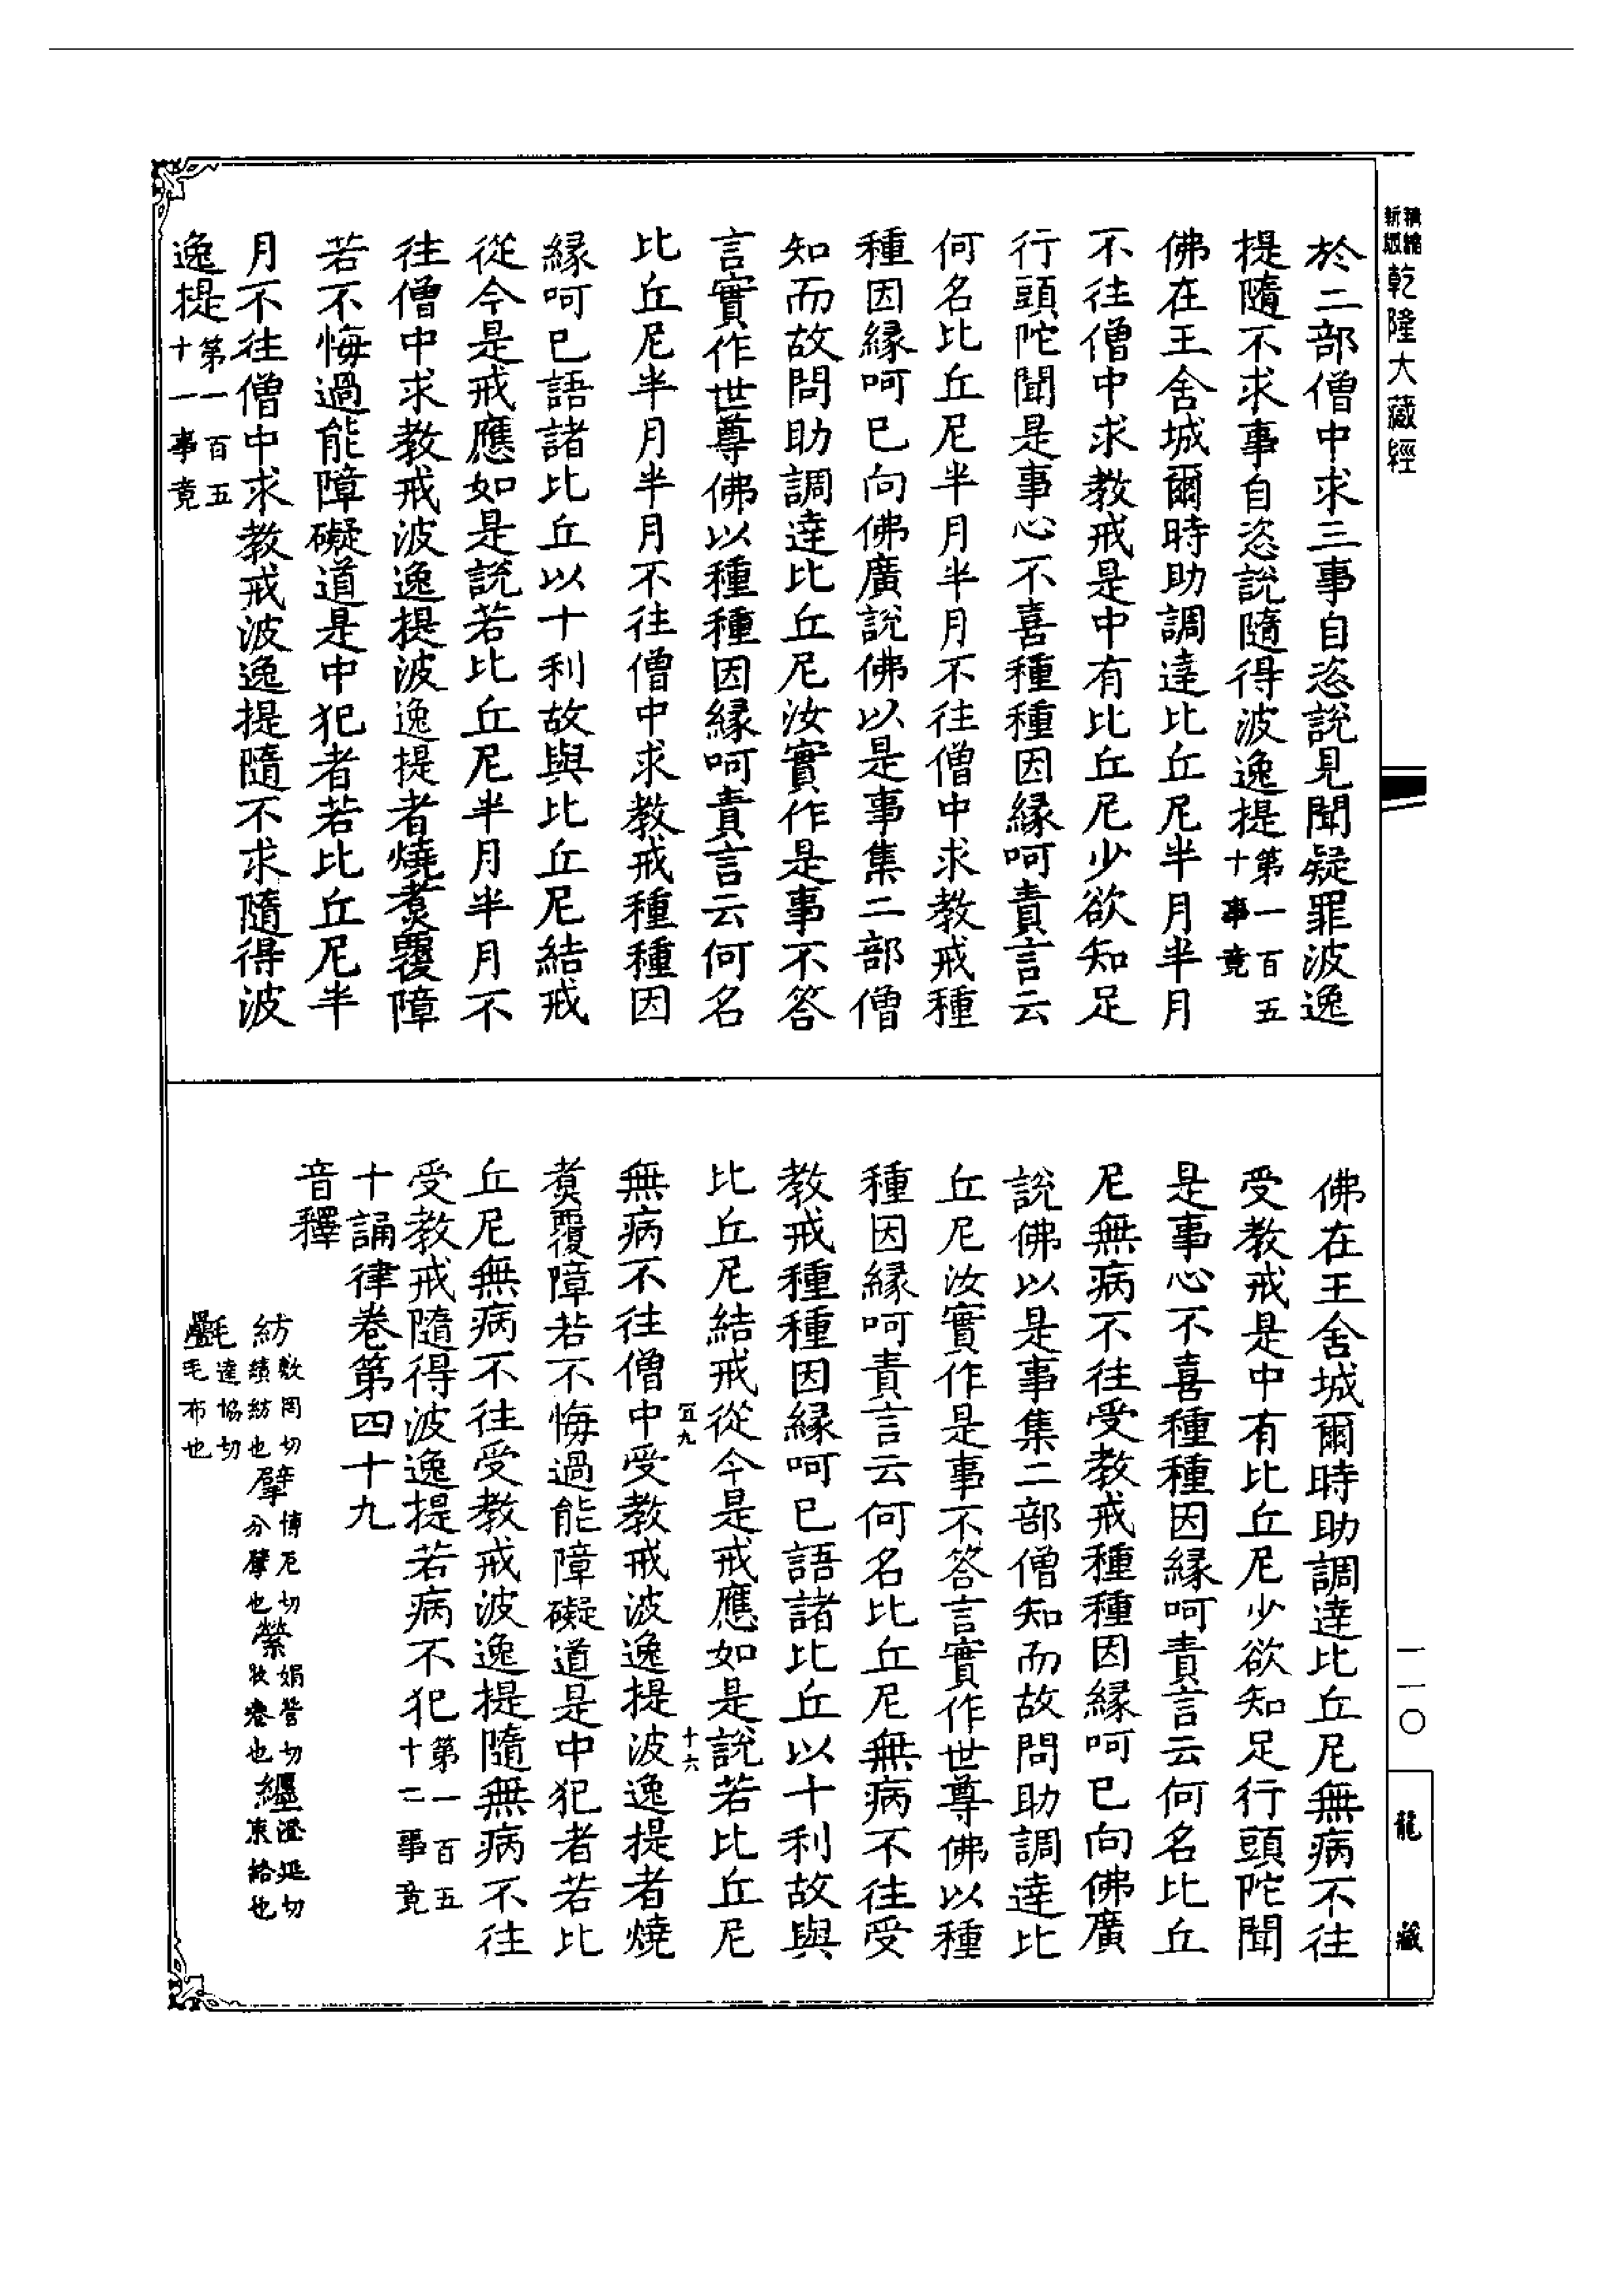 精縮新版乾隆大藏經
於二部僧中求三事自恣說見聞疑罪波逸
提隨不求事自恣說隨得波逸提第一百五十事竟
佛在王舍城爾時助調達比丘尼半月半月
不往僧中求教戒是中有比丘尼少欲知足
行頭陀聞是事心不喜種種因緣呵責言云
何名比丘尼半月半月不往僧中求教戒種
種因緣呵已向佛廣說佛以是事集二部僧
知而故問助調達比丘尼汝實作是事不答
言實作世尊佛以種種因緣呵責言云何名
比丘尼半月半月不往僧中求教戒種種因
緣呵已語諸比丘以十利故與比丘尼結戒
從今是戒應如是說若比丘尼半月半月不
往僧中求教戒波逸提波逸提者燒煑覆障
若不悔過能障礙道是中犯者若比丘尼半
月不往僧中求教戒波逸提隨不求隨得波
逸提第一百五十一事竟
佛在王舍城爾時助調達比丘尼無病不往
受教戒是中有比丘尼少欲知足行頭陀聞
是事心不喜種種因緣呵責言云何名比丘
尼無病不往受教戒種種因緣呵已向佛廣
說佛以是事集二部僧知而故問助調達比
丘尼汝實作是事不答言實作世尊佛以種
種因緣呵責言云何名比丘尼無病不往受
教戒種種因緣呵已語諸比丘以十利故與
比丘尼結戒從今是戒應如是說若比丘尼
無病不往僧中受教戒波逸提波逸提者燒
煑覆障若不悔過能障礙道是中犯者若比
丘尼無病不往受教戒波逸提隨無病不往
受教戒隨得波逸提若病不犯第一百五十二事竟
十誦律卷第四十九
音釋
紡敷罔切績紡也擘博厄切分擘也縈娟營切收卷也纏澄延切束絡也
㲲達協切毛布也
十六
一一〇
龍藏